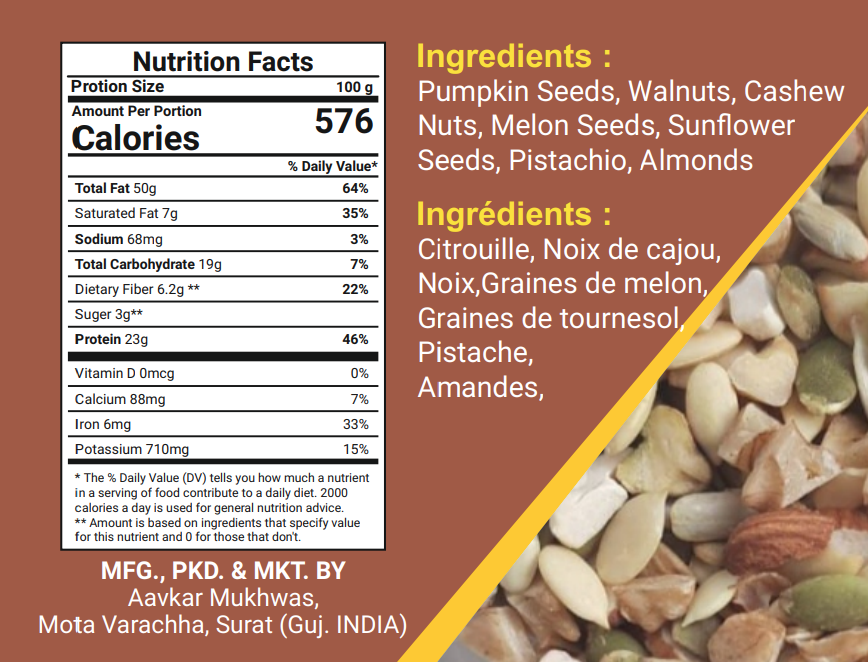 Nutrition Facts
Protion Size 100 g
Amount Per Portion
Calories 576
% Daily Value*
Total Fat 50g 64%
Saturated Fat 7g 35%
Sodium 68mg 3%
Total Carbohydrate 19g 7%
Dietary Fiber 6.2g ** 22%
Suger 3g**
Protein 23g 46%
Vitamin D 0mcg 0%
Calcium 88mg 7%
Iron 6mg 33%
Potassium 710mg 15%
* The % Daily Value (DV) tells you how much a nutrient
in a serving of food contribute to a daily diet. 2000
calories a day is used for general nutrition advice.
** Amount is based on ingredients that specify value
for this nutrient and 0 for those that don't.
MFG., PKD. & MKT. BY
Aavkar Mukhwas,
Mota Varachha, Surat (Guj. INDIA)
Ingredients :
Pumpkin Seeds, Walnuts, Cashew
Nuts, Melon Seeds, Sunflower
Seeds, Pistachio, Almonds
Ingrédients :
Citrouille, Noix de cajou,
Noix,Graines de melon,
Graines de tournesol,
Pistache,
Amandes,